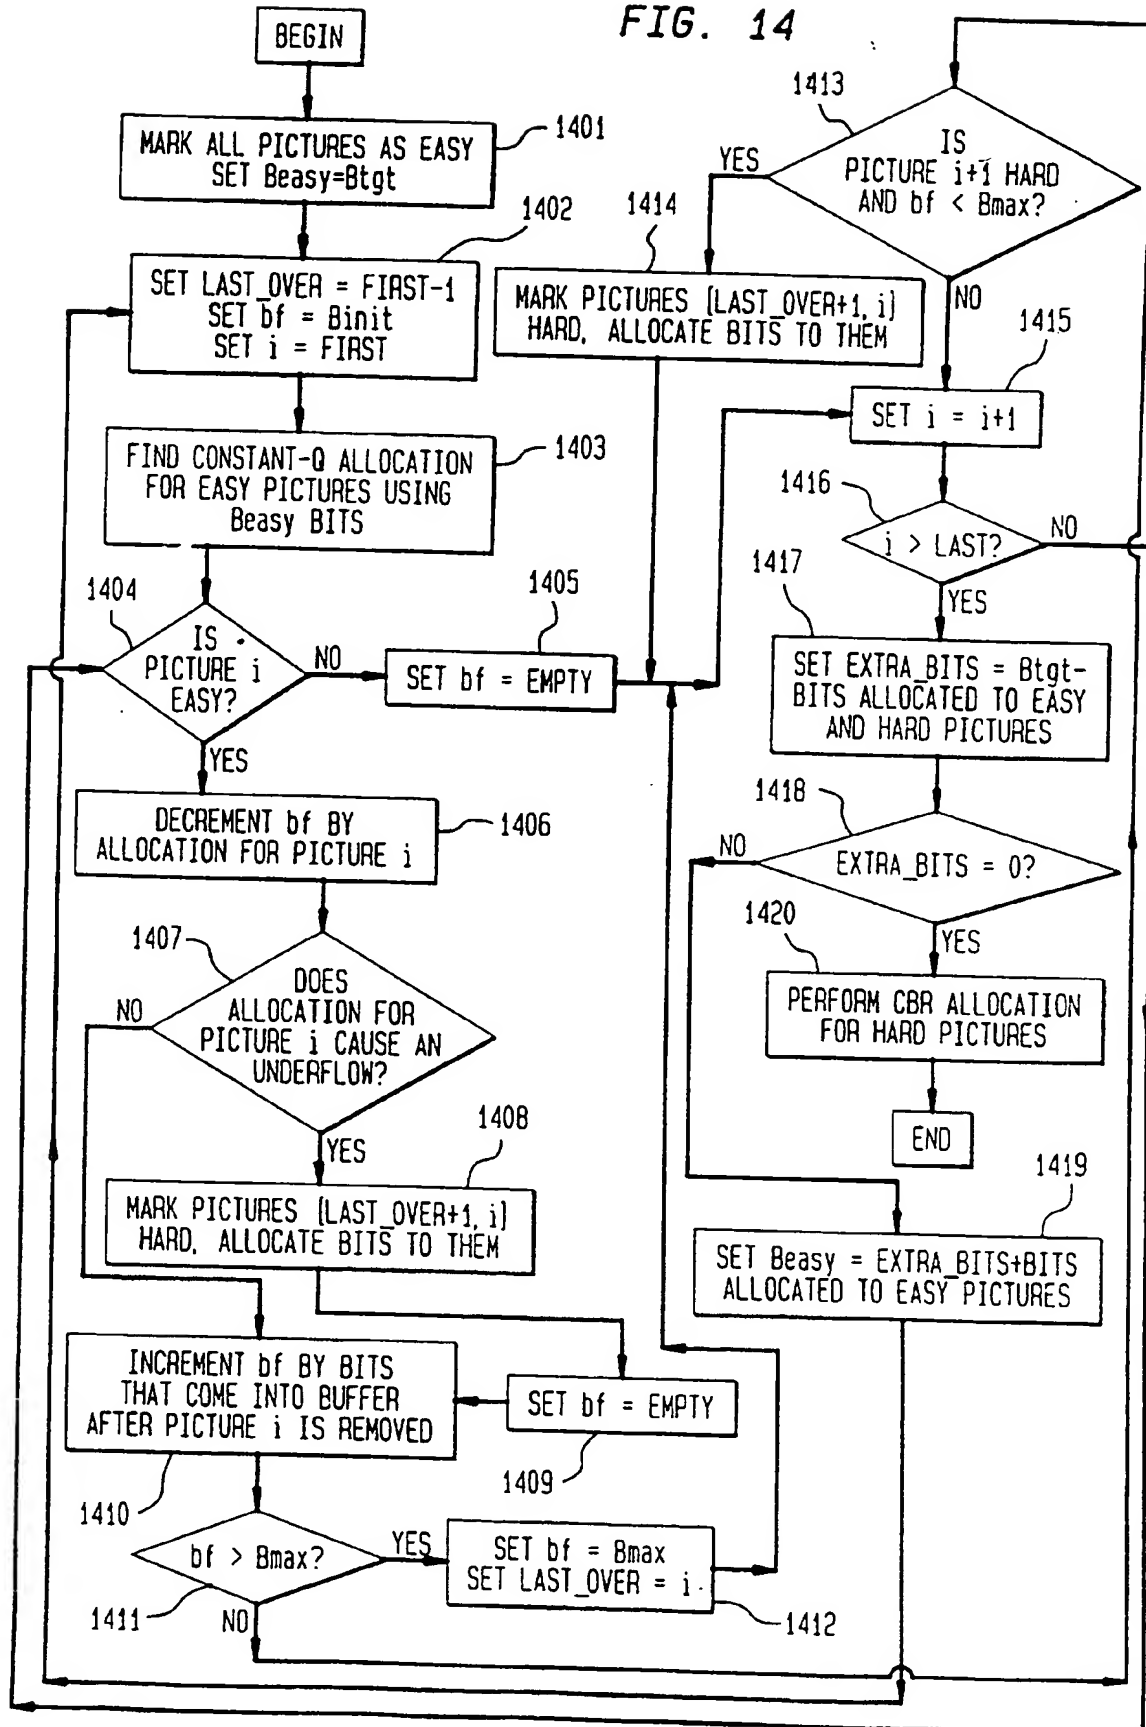 FIG. 14
BEGIN
1401
MARK ALL PICTURES AS EASY
SET Beasy=Btgt
1402
SET LAST_OVER = FIRST-1
SET bf = Binit
SET i = FIRST
1403
FIND CONSTANT-Q ALLOCATION
FOR EASY PICTURES USING
Beasy BITS
1404
IS
PICTURE i
EASY?
NO
1405
SET bf = EMPTY
YES
DECREMENT bf BY
ALLOCATION FOR PICTURE i
1406
1407
DOES
ALLOCATION FOR
PICTURE i CAUSE AN
UNDERFLOW?
NO
YES
1408
MARK PICTURES [LAST_OVER+1, i]
HARD, ALLOCATE BITS TO THEM
SET bf = EMPTY
1409
INCREMENT bf BY BITS
THAT COME INTO BUFFER
AFTER PICTURE i IS REMOVED
1410
bf > Bmax?
1411
YES
NO
SET bf = Bmax
SET LAST_OVER = i
1412
1413
IS
PICTURE i+1 HARD
AND bf < Bmax?
YES
NO
1414
MARK PICTURES [LAST_OVER+1, i]
HARD, ALLOCATE BITS TO THEM
1415
SET i = i+1
1416
i > LAST?
NO
YES
1417
SET EXTRA_BITS = Btgt-
BITS ALLOCATED TO EASY
AND HARD PICTURES
1418
EXTRA_BITS = 0?
NO
YES
1420
PERFORM CBR ALLOCATION
FOR HARD PICTURES
END
1419
SET Beasy = EXTRA_BITS+BITS
ALLOCATED TO EASY PICTURES